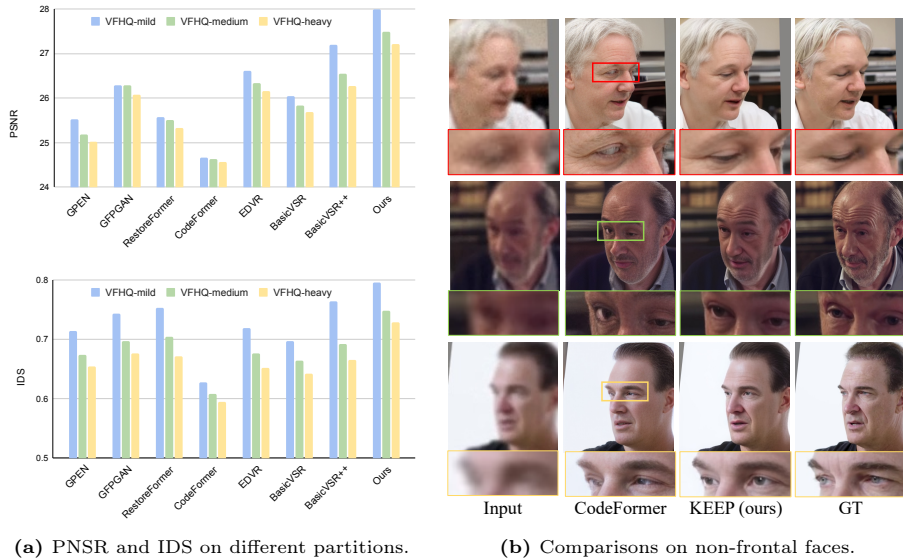 28
VFHQ-mild VFHQ-medium VFHQ-heavy
27
PSNR
26
25
24
GPEN GFPGAN RestoreFormer CodeFormer EDVR BasicVSR BasicVSR++ Ours
0.8
VFHQ-mild VFHQ-medium VFHQ-heavy
0.7
IDS
0.6
0.5
GPEN GFPGAN RestoreFormer CodeFormer EDVR BasicVSR BasicVSR++ Ours
(a) PNSR and IDS on different partitions.
Input CodeFormer KEEP (ours) GT
(b) Comparisons on non-frontal faces.